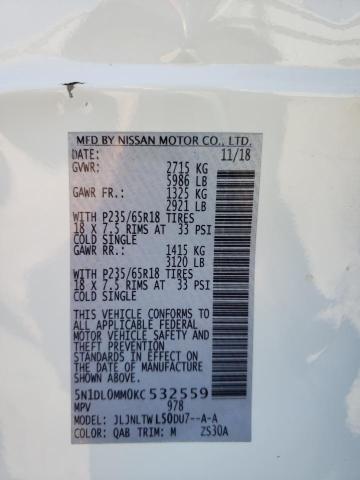 MFD BY NISSAN MOTOR CO., LTD.
DATE: 11/18
GVWR: 2715 KG
5986 LB
GAWR FR.: 1325 KG
2921 LB
WITH P235/65R18 TIRES
18 X 7.5 RIMS AT 33 PSI
COLD SINGLE
GAWR RR.: 1415 KG
3120 LB
WITH P235/65R18 TIRES
18 X 7.5 RIMS AT 33 PSI
COLD SINGLE
THIS VEHICLE CONFORMS TO
ALL APPLICABLE FEDERAL
MOTOR VEHICLE SAFETY AND
THEFT PREVENTION
STANDARDS IN EFFECT ON
THE DATE OF MANUFACTURE
SHOWN ABOVE.
5N1DL0MM0KC532559
MPV 978
MODEL: JLJNLTWL50DU7--A-A
COLOR: QAB TRIM: M ZS30A